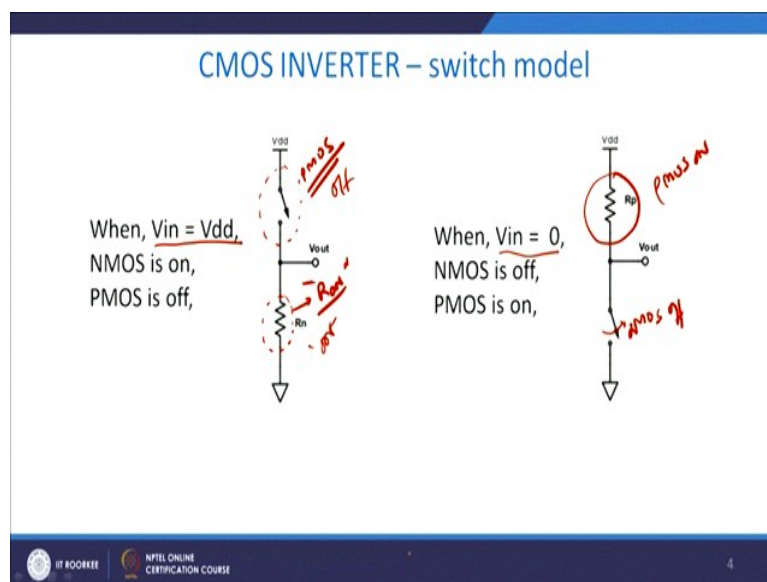 CMOS INVERTER – switch model
When, Vin = Vdd,
NMOS is on,
PMOS is off,
Vdd
PMOS
off
Vout
Ron
Rn
When, Vin = 0,
NMOS is off,
PMOS is on,
Vdd
Rp
PMOS on
Vout
NMOS off
IIT ROORKEE
NPTEL ONLINE
CERTIFICATION COURSE
4